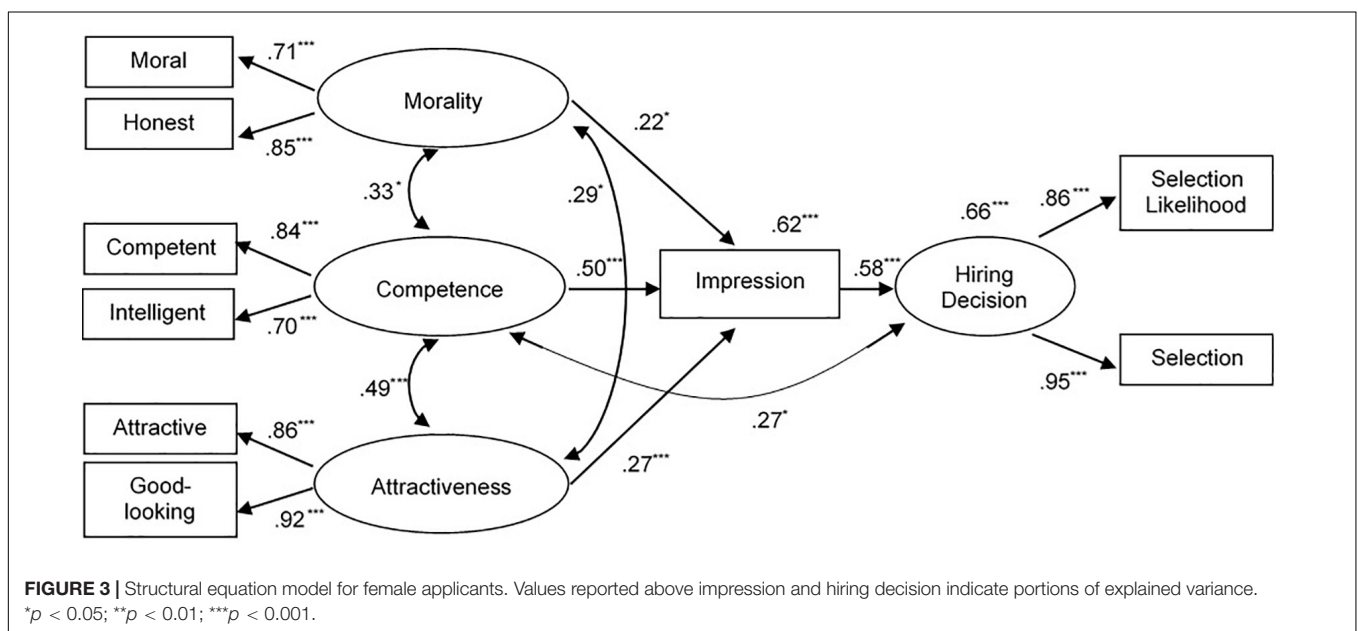 Moral
.71***
Morality
Honest
.85***
.22*
.33*
.29*
Selection
Likelihood
.86***
.66***
.62***
Competent
.84***
Competence
.50***
Impression
.58***
Hiring
Decision
Intelligent
.70***
Selection
.95***
.49***
.27*
Attractive
.86***
.27***
Attractiveness
Good-
looking
.92***
FIGURE 3 | Structural equation model for female applicants. Values reported above impression and hiring decision indicate portions of explained variance.
*p < 0.05; **p < 0.01; ***p < 0.001.